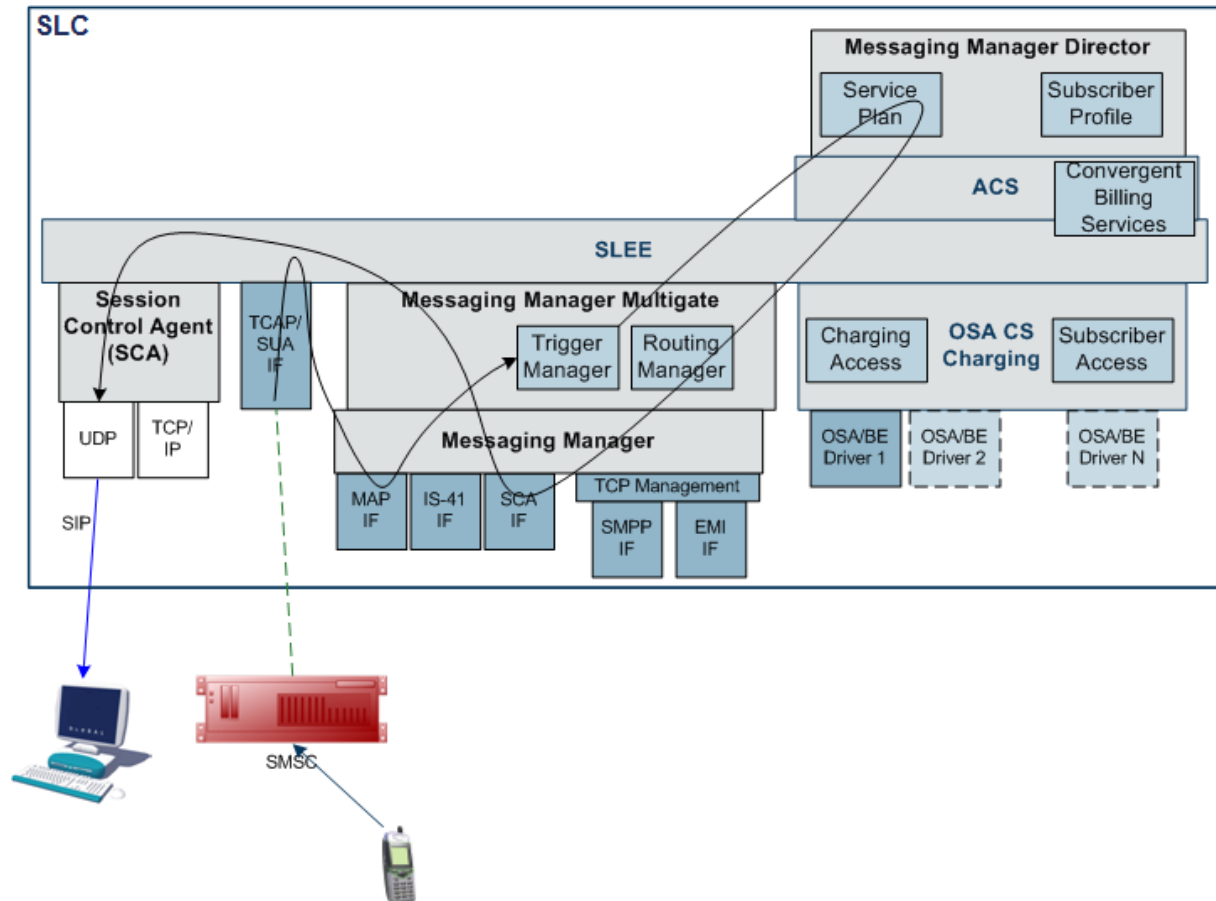 SLC
Messaging Manager Director
Service
Plan
Subscriber
Profile
ACS
Convergent
Billing
Services
SLEE
Session
Control Agent
(SCA)
TCAP/
SUA
IF
Messaging Manager Multigate
Trigger
Manager
Routing
Manager
Charging
Access
OSA CS
Charging
Subscriber
Access
UDP
TCP/
IP
Messaging Manager
MAP
IF
IS-41
IF
SCA
IF
TCP Management
SMPP
IF
EMI
IF
OSA/BE
Driver 1
OSA/BE
Driver 2
OSA/BE
Driver N
SIP
GLOBAL
SMSC